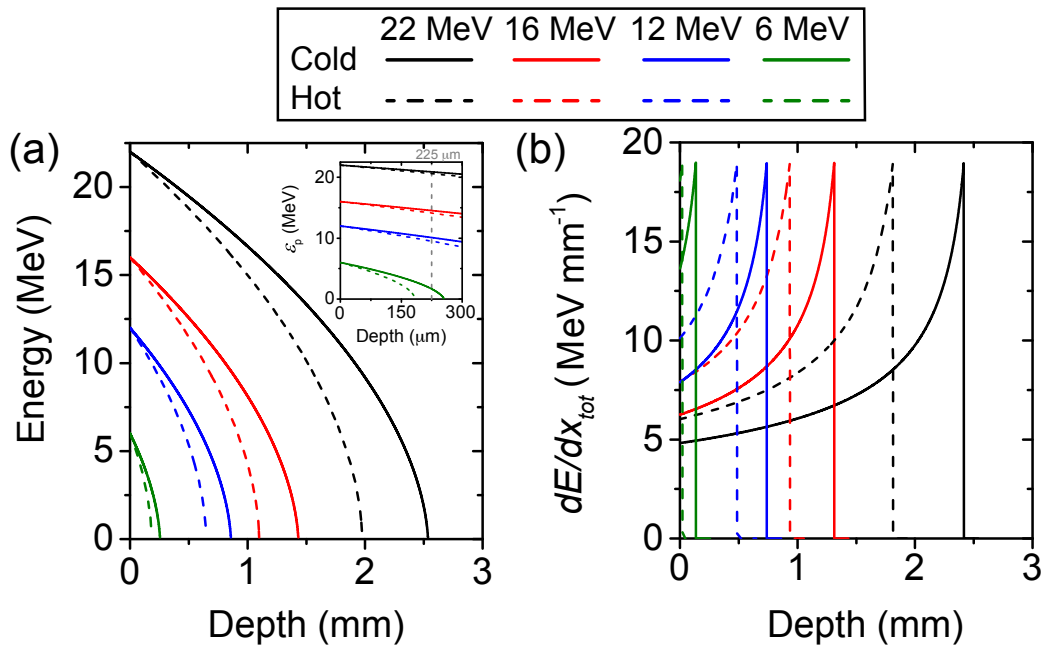 22 MeV 16 MeV 12 MeV 6 MeV
Cold
Hot
(a)
Energy (MeV)
20
15
10
5
0
0 1 2 3
Depth (mm)
225 μm
εp (MeV)
20
10
0
0 150 300
Depth (μm)
(b)
dE/dxtot (MeV mm-1)
20
15
10
5
0
0 1 2 3
Depth (mm)